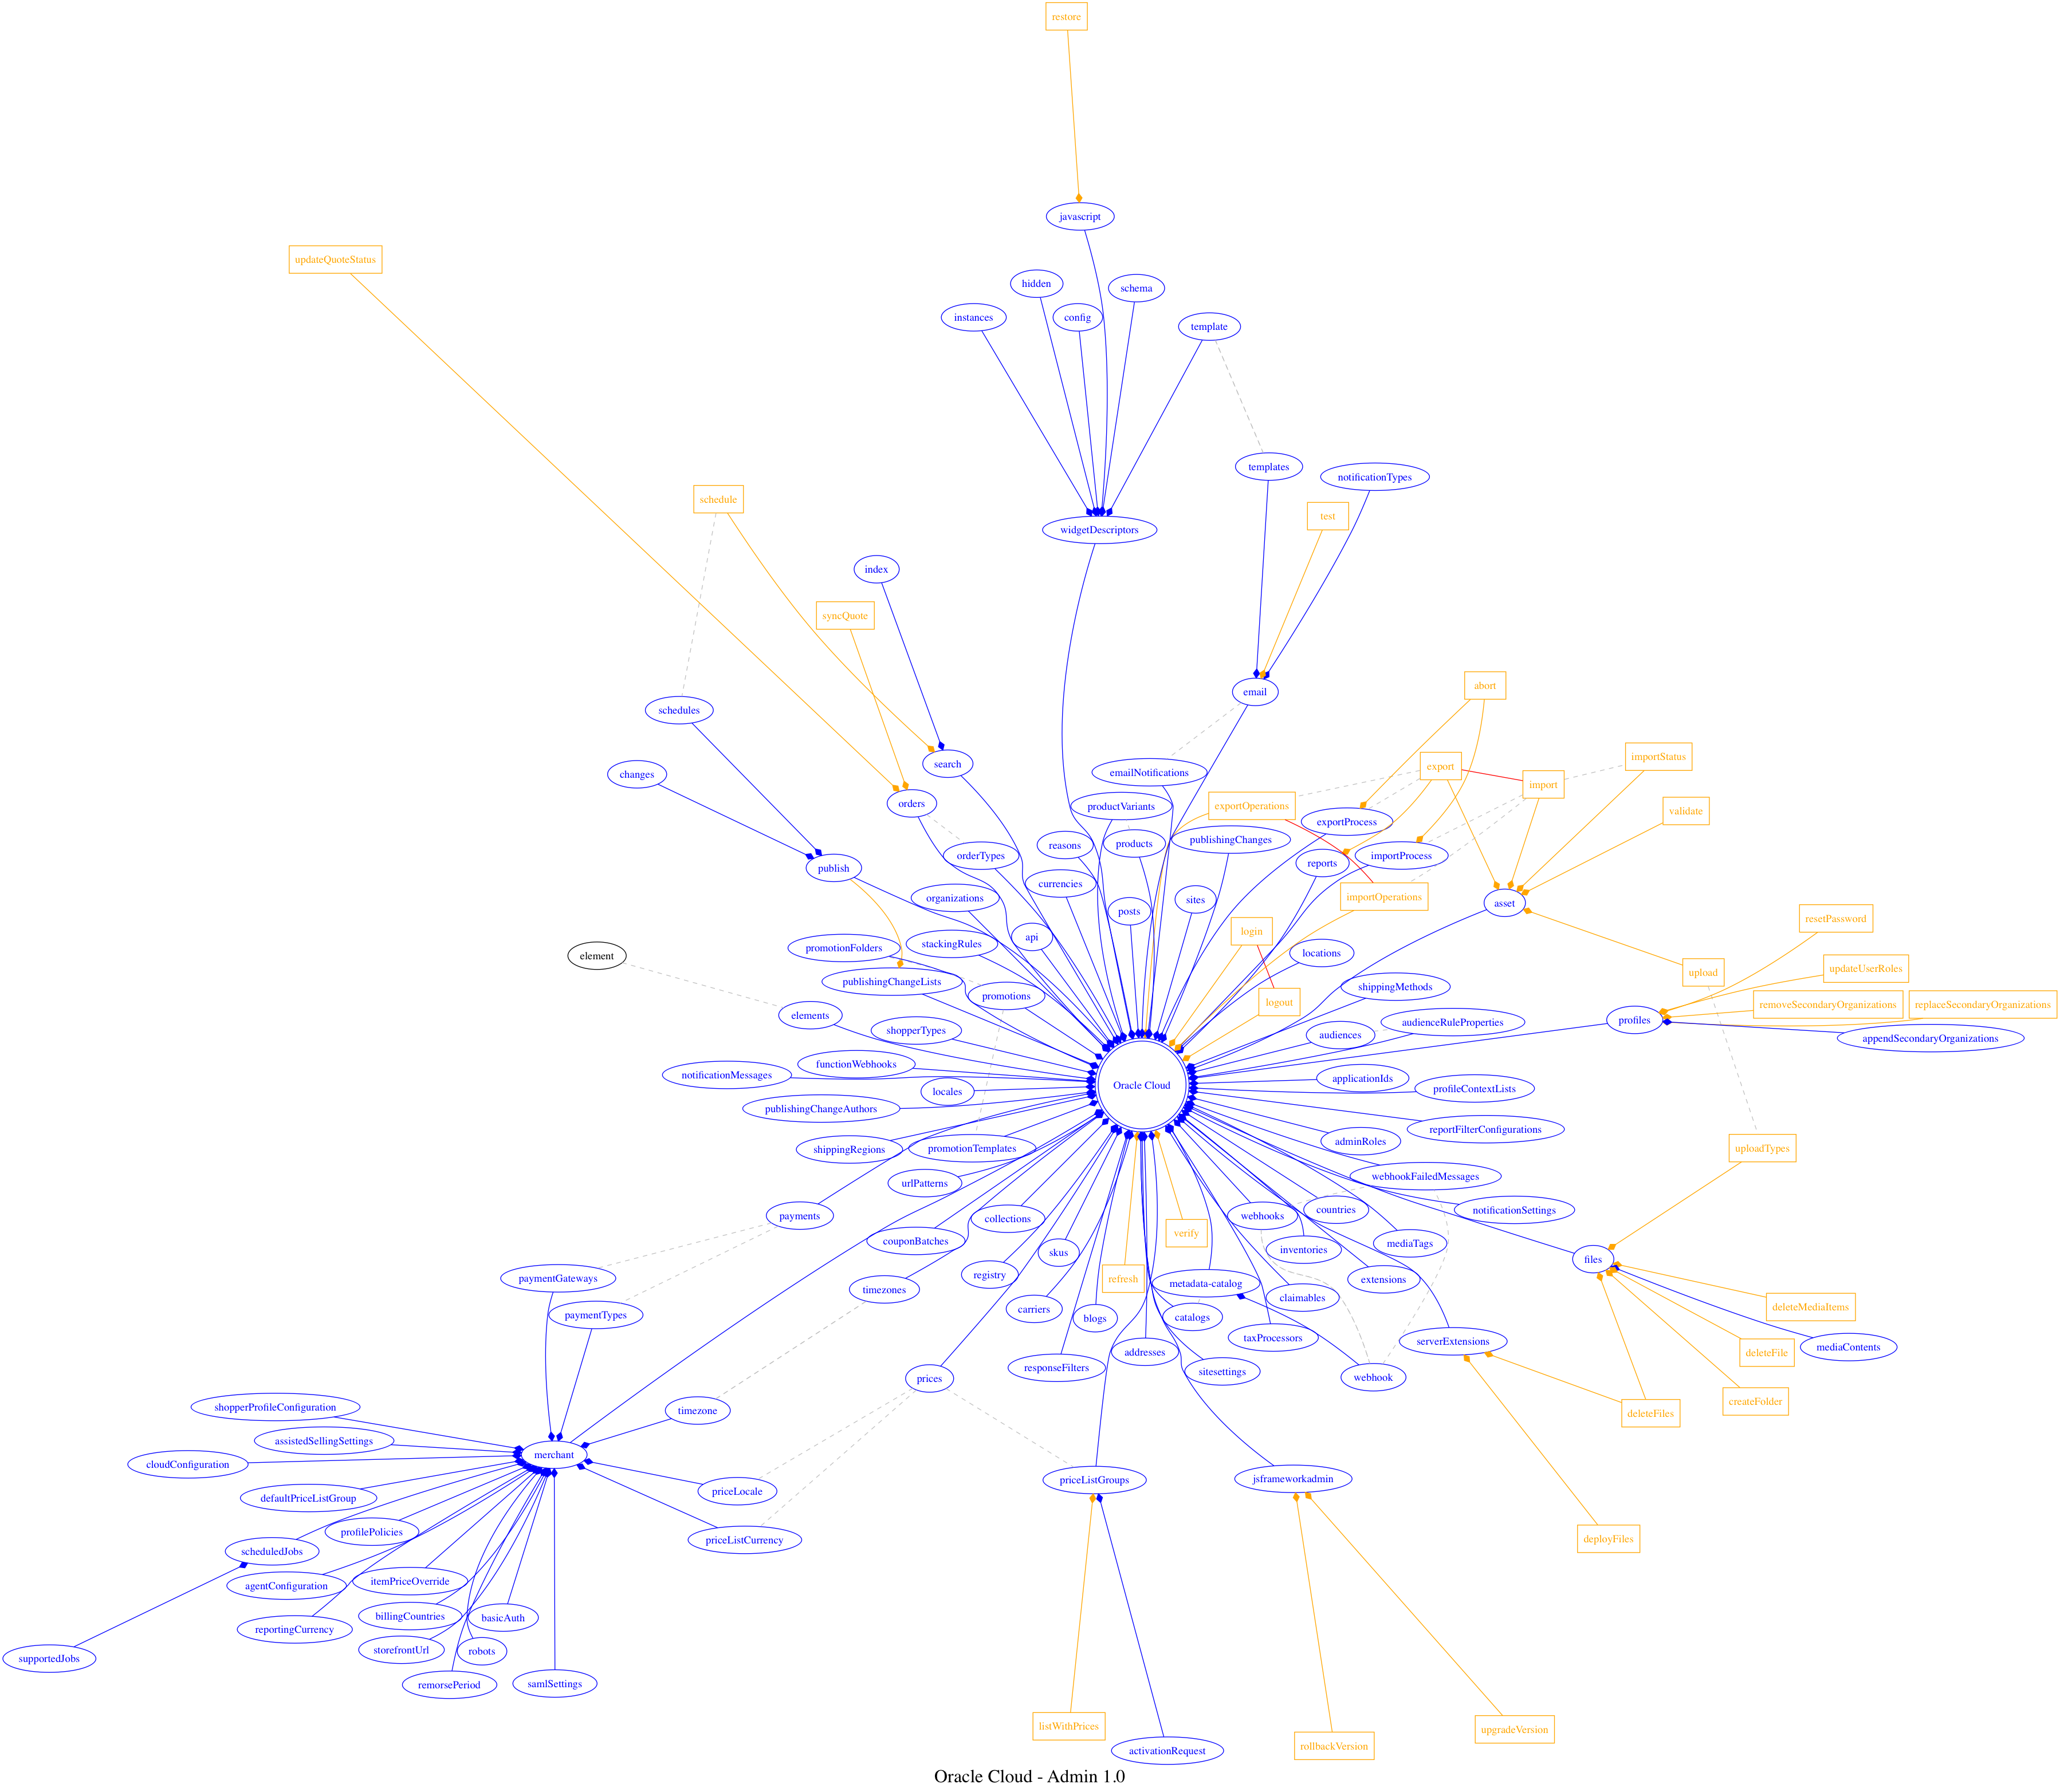 restore
javascript
updateQuoteStatus
hidden
schema
instances
config
template
templates
notificationTypes
schedule
test
widgetDescriptors
index
syncQuote
abort
email
schedules
export
importStatus
search
changes
emailNotifications
import
orders
productVariants
exportOperations
validate
exportProcess
reasons
products
publishingChanges
publish
orderTypes
reports
importProcess
currencies
organizations
sites
importOperations
asset
posts
resetPassword
login
api
promotionFolders
stackingRules
element
locations
upload
updateUserRoles
publishingChangeLists
promotions
shippingMethods
logout
removeSecondaryOrganizations
replaceSecondaryOrganizations
elements
profiles
audienceRuleProperties
shopperTypes
audiences
appendSecondaryOrganizations
functionWebhooks
notificationMessages
applicationIds
Oracle Cloud
locales
profileContextLists
publishingChangeAuthors
reportFilterConfigurations
adminRoles
shippingRegions
promotionTemplates
uploadTypes
urlPatterns
webhookFailedMessages
payments
collections
webhooks
countries
notificationSettings
verify
couponBatches
skus
inventories
mediaTags
files
paymentGateways
registry
refresh
metadata-catalog
extensions
timezones
claimables
paymentTypes
carriers
blogs
catalogs
deleteMediaItems
taxProcessors
serverExtensions
mediaContents
addresses
deleteFile
responseFilters
sitesettings
webhook
prices
shopperProfileConfiguration
timezone
createFolder
deleteFiles
assistedSellingSettings
merchant
cloudConfiguration
priceListGroups
jsframeworkadmin
defaultPriceListGroup
priceLocale
profilePolicies
priceListCurrency
deployFiles
scheduledJobs
itemPriceOverride
agentConfiguration
billingCountries
basicAuth
reportingCurrency
storefrontUrl
robots
supportedJobs
remorsePeriod
samlSettings
listWithPrices
upgradeVersion
rollbackVersion
activationRequest
Oracle Cloud - Admin 1.0